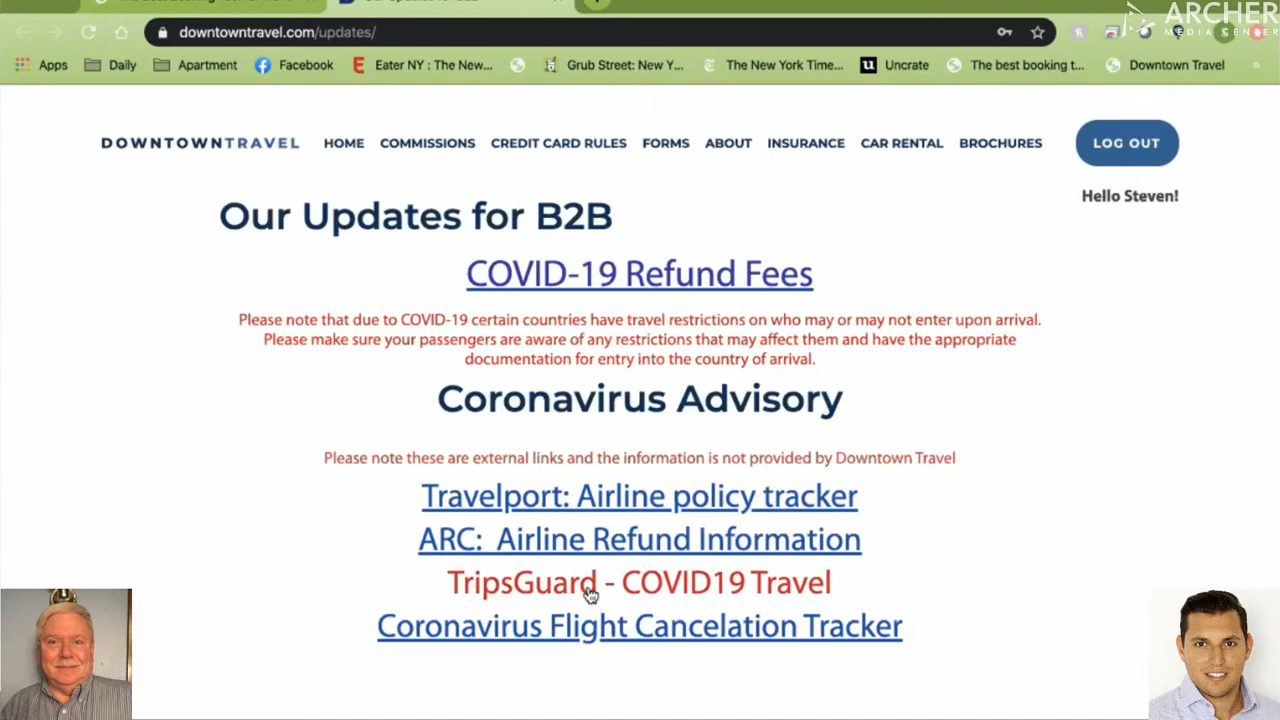 ARCHER
MEDIA CENTER
downtowntravel.com/updates/
Apps Daily Apartment Facebook Eater NY : The New... Grub Street: New Y... The New York Time... Uncrate The best booking t... Downtown Travel »
DOWNTOWNTRAVEL HOME COMMISSIONS CREDIT CARD RULES FORMS ABOUT INSURANCE CAR RENTAL BROCHURES LOG OUT
Hello Steven!
Our Updates for B2B
COVID-19 Refund Fees
Please note that due to COVID-19 certain countries have travel restrictions on who may or may not enter upon arrival.
Please make sure your passengers are aware of any restrictions that may affect them and have the appropriate
documentation for entry into the country of arrival.
Coronavirus Advisory
Please note these are external links and the information is not provided by Downtown Travel
Travelport: Airline policy tracker
ARC: Airline Refund Information
TripsGuard - COVID19 Travel
Coronavirus Flight Cancelation Tracker